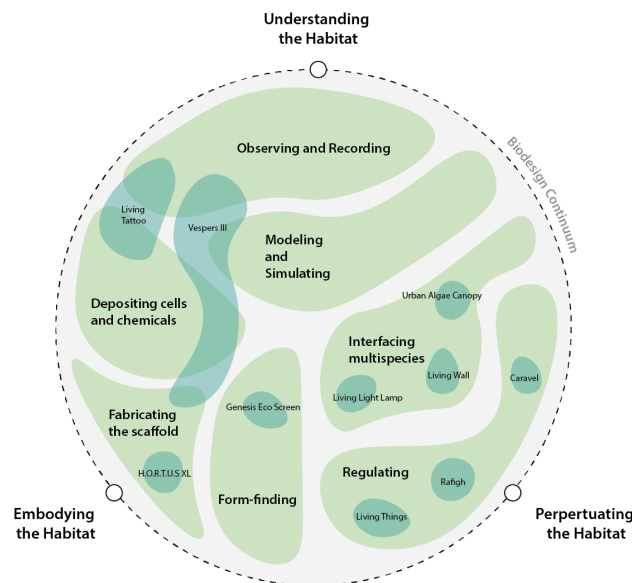 Understanding
the Habitat
Biodesign Continuum
Observing and Recording
Living
Tattoo
Vespers III
Modeling
and
Simulating
Urban Algae Canopy
Depositing cells
and chemicals
Interfacing
multispecies
Living Wall
Caravel
Living Light Lamp
Genesis Eco Screen
Fabricating
the scaffold
H.O.R.T.U.S XL
Regulating
Rafigh
Form-finding
Living Things
Embodying
the Habitat
Perpertuating
the Habitat